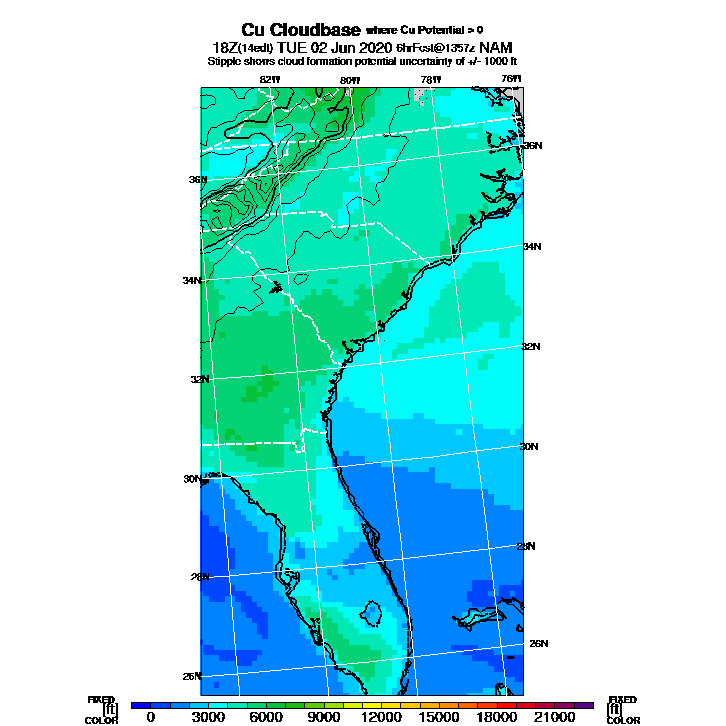 Cu Cloudbase where Cu Potential > 0
18Z(14edt) TUE 02 Jun 2020 6hrFcst@1357z NAM
Stipple shows cloud formation potential uncertainty of +/- 1000 ft
82W 80W 78W 76W
36N
36N
34N
34N
32N
32N
30N
30N
28N
28N
26N
26N
FIXED FIXED
[ft] [ft]
COLOR COLOR
0 3000 6000 9000 12000 15000 18000 21000